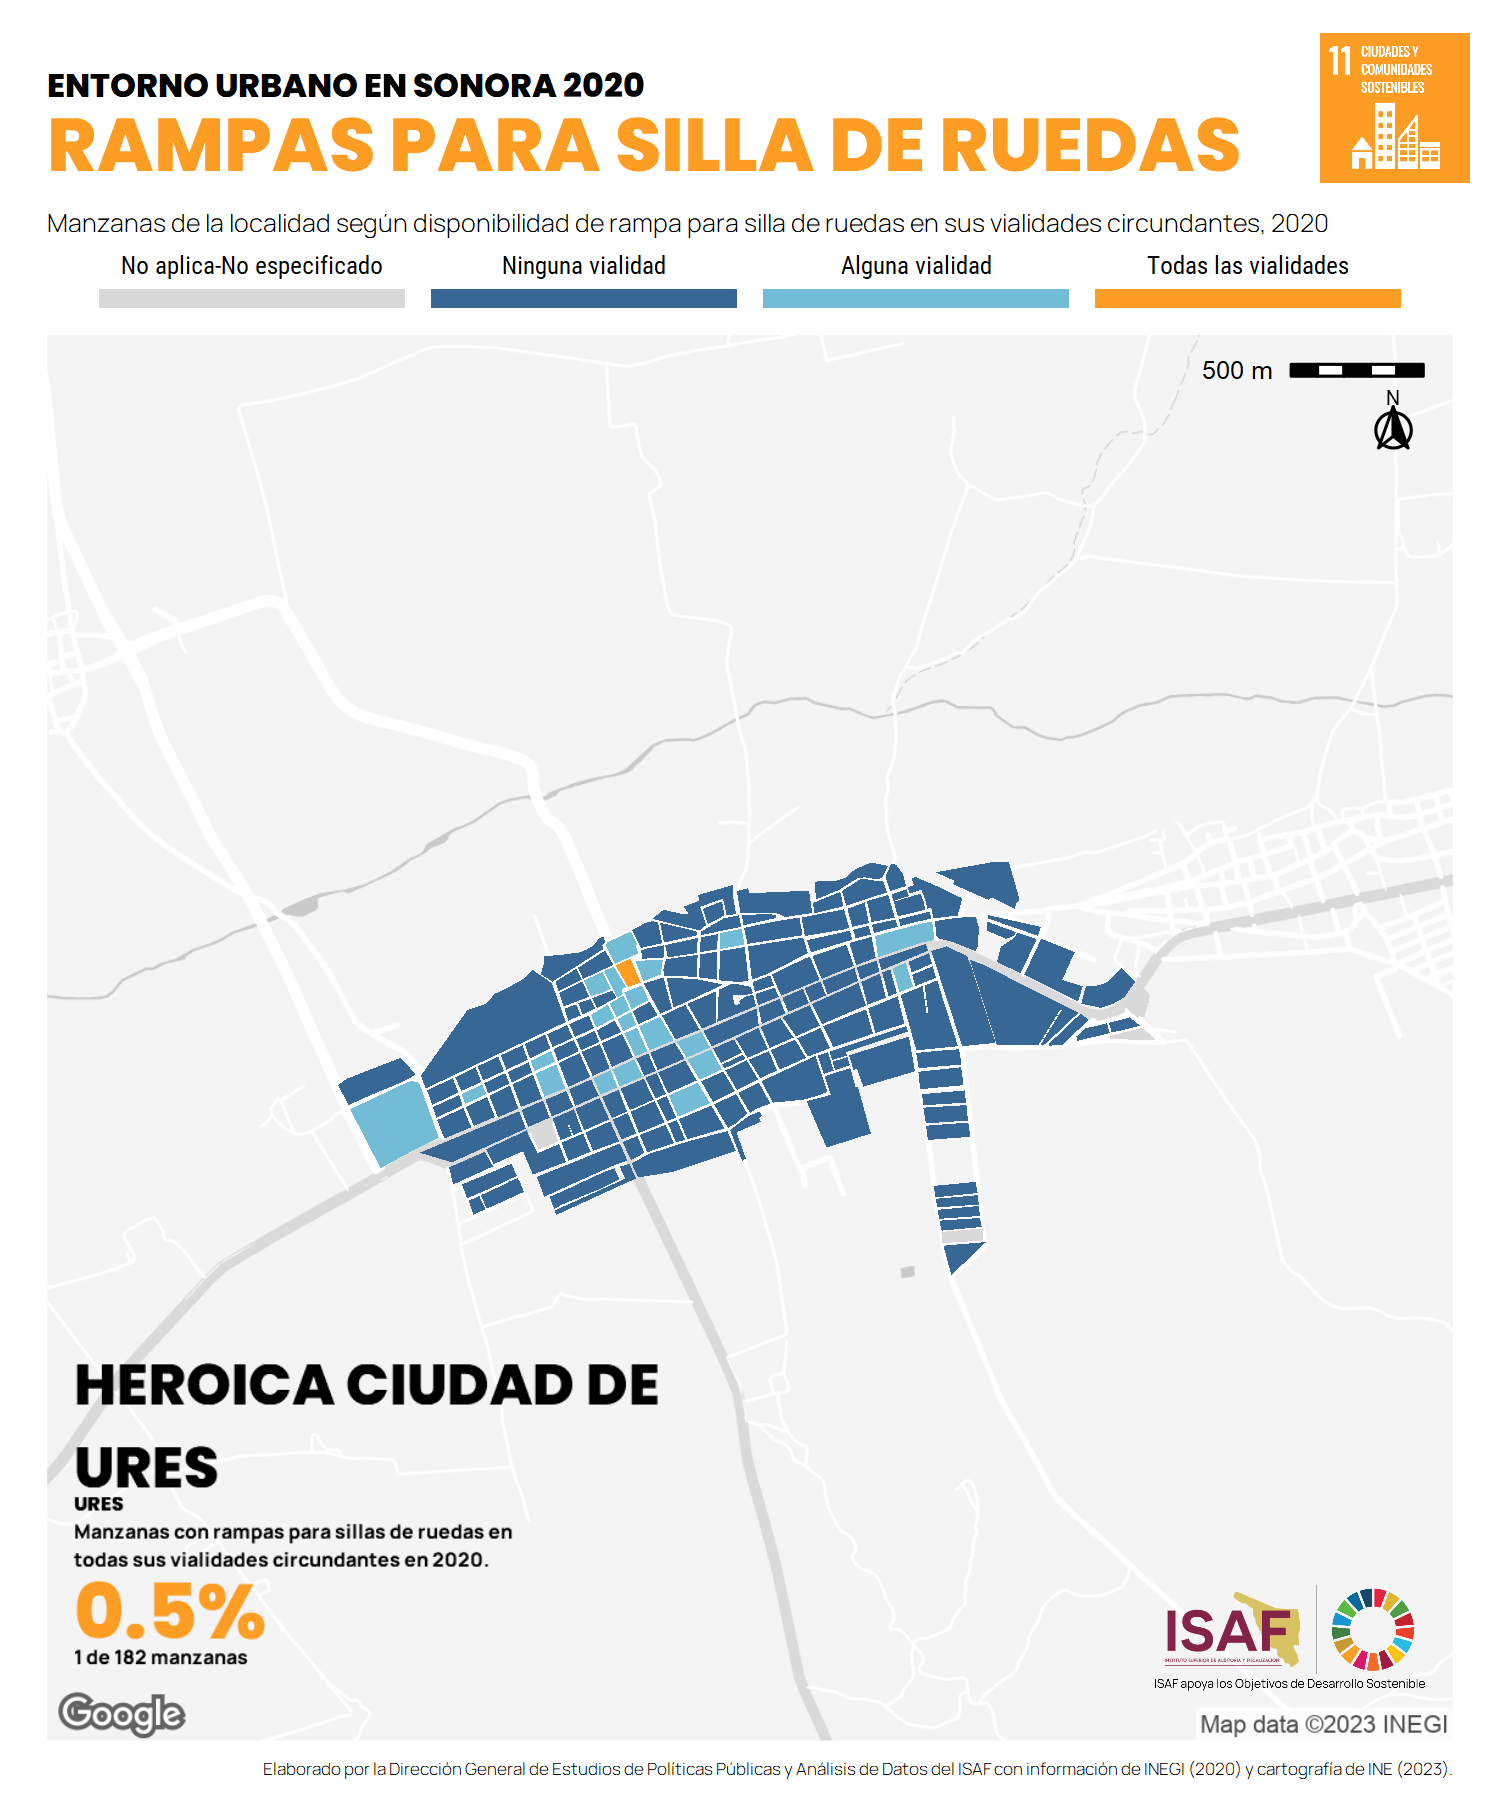 ENTORNO URBANO EN SONORA 2020
RAMPAS PARA SILLA DE RUEDAS
11 CIUDADES Y
COMUNIDADES
SOSTENIBLES
Manzanas de la localidad según disponibilidad de rampa para silla de ruedas en sus vialidades circundantes, 2020
No aplica-No especificado Ninguna vialidad Alguna vialidad Todas las vialidades
500 m
N
HEROICA CIUDAD DE
URES
URES
Manzanas con rampas para sillas de ruedas en
todas sus vialidades circundantes en 2020.
0.5%
1 de 182 manzanas
ISAF
INSTITUTO SUPERIOR DE AUDITORÍA Y FISCALIZACIÓN
ISAF apoya los Objetivos de Desarrollo Sostenible
Google
Map data ©2023 INEGI
Elaborado por la Dirección General de Estudios de Políticas Públicas y Análisis de Datos del ISAF con información de INEGI (2020) y cartografía de INE (2023).